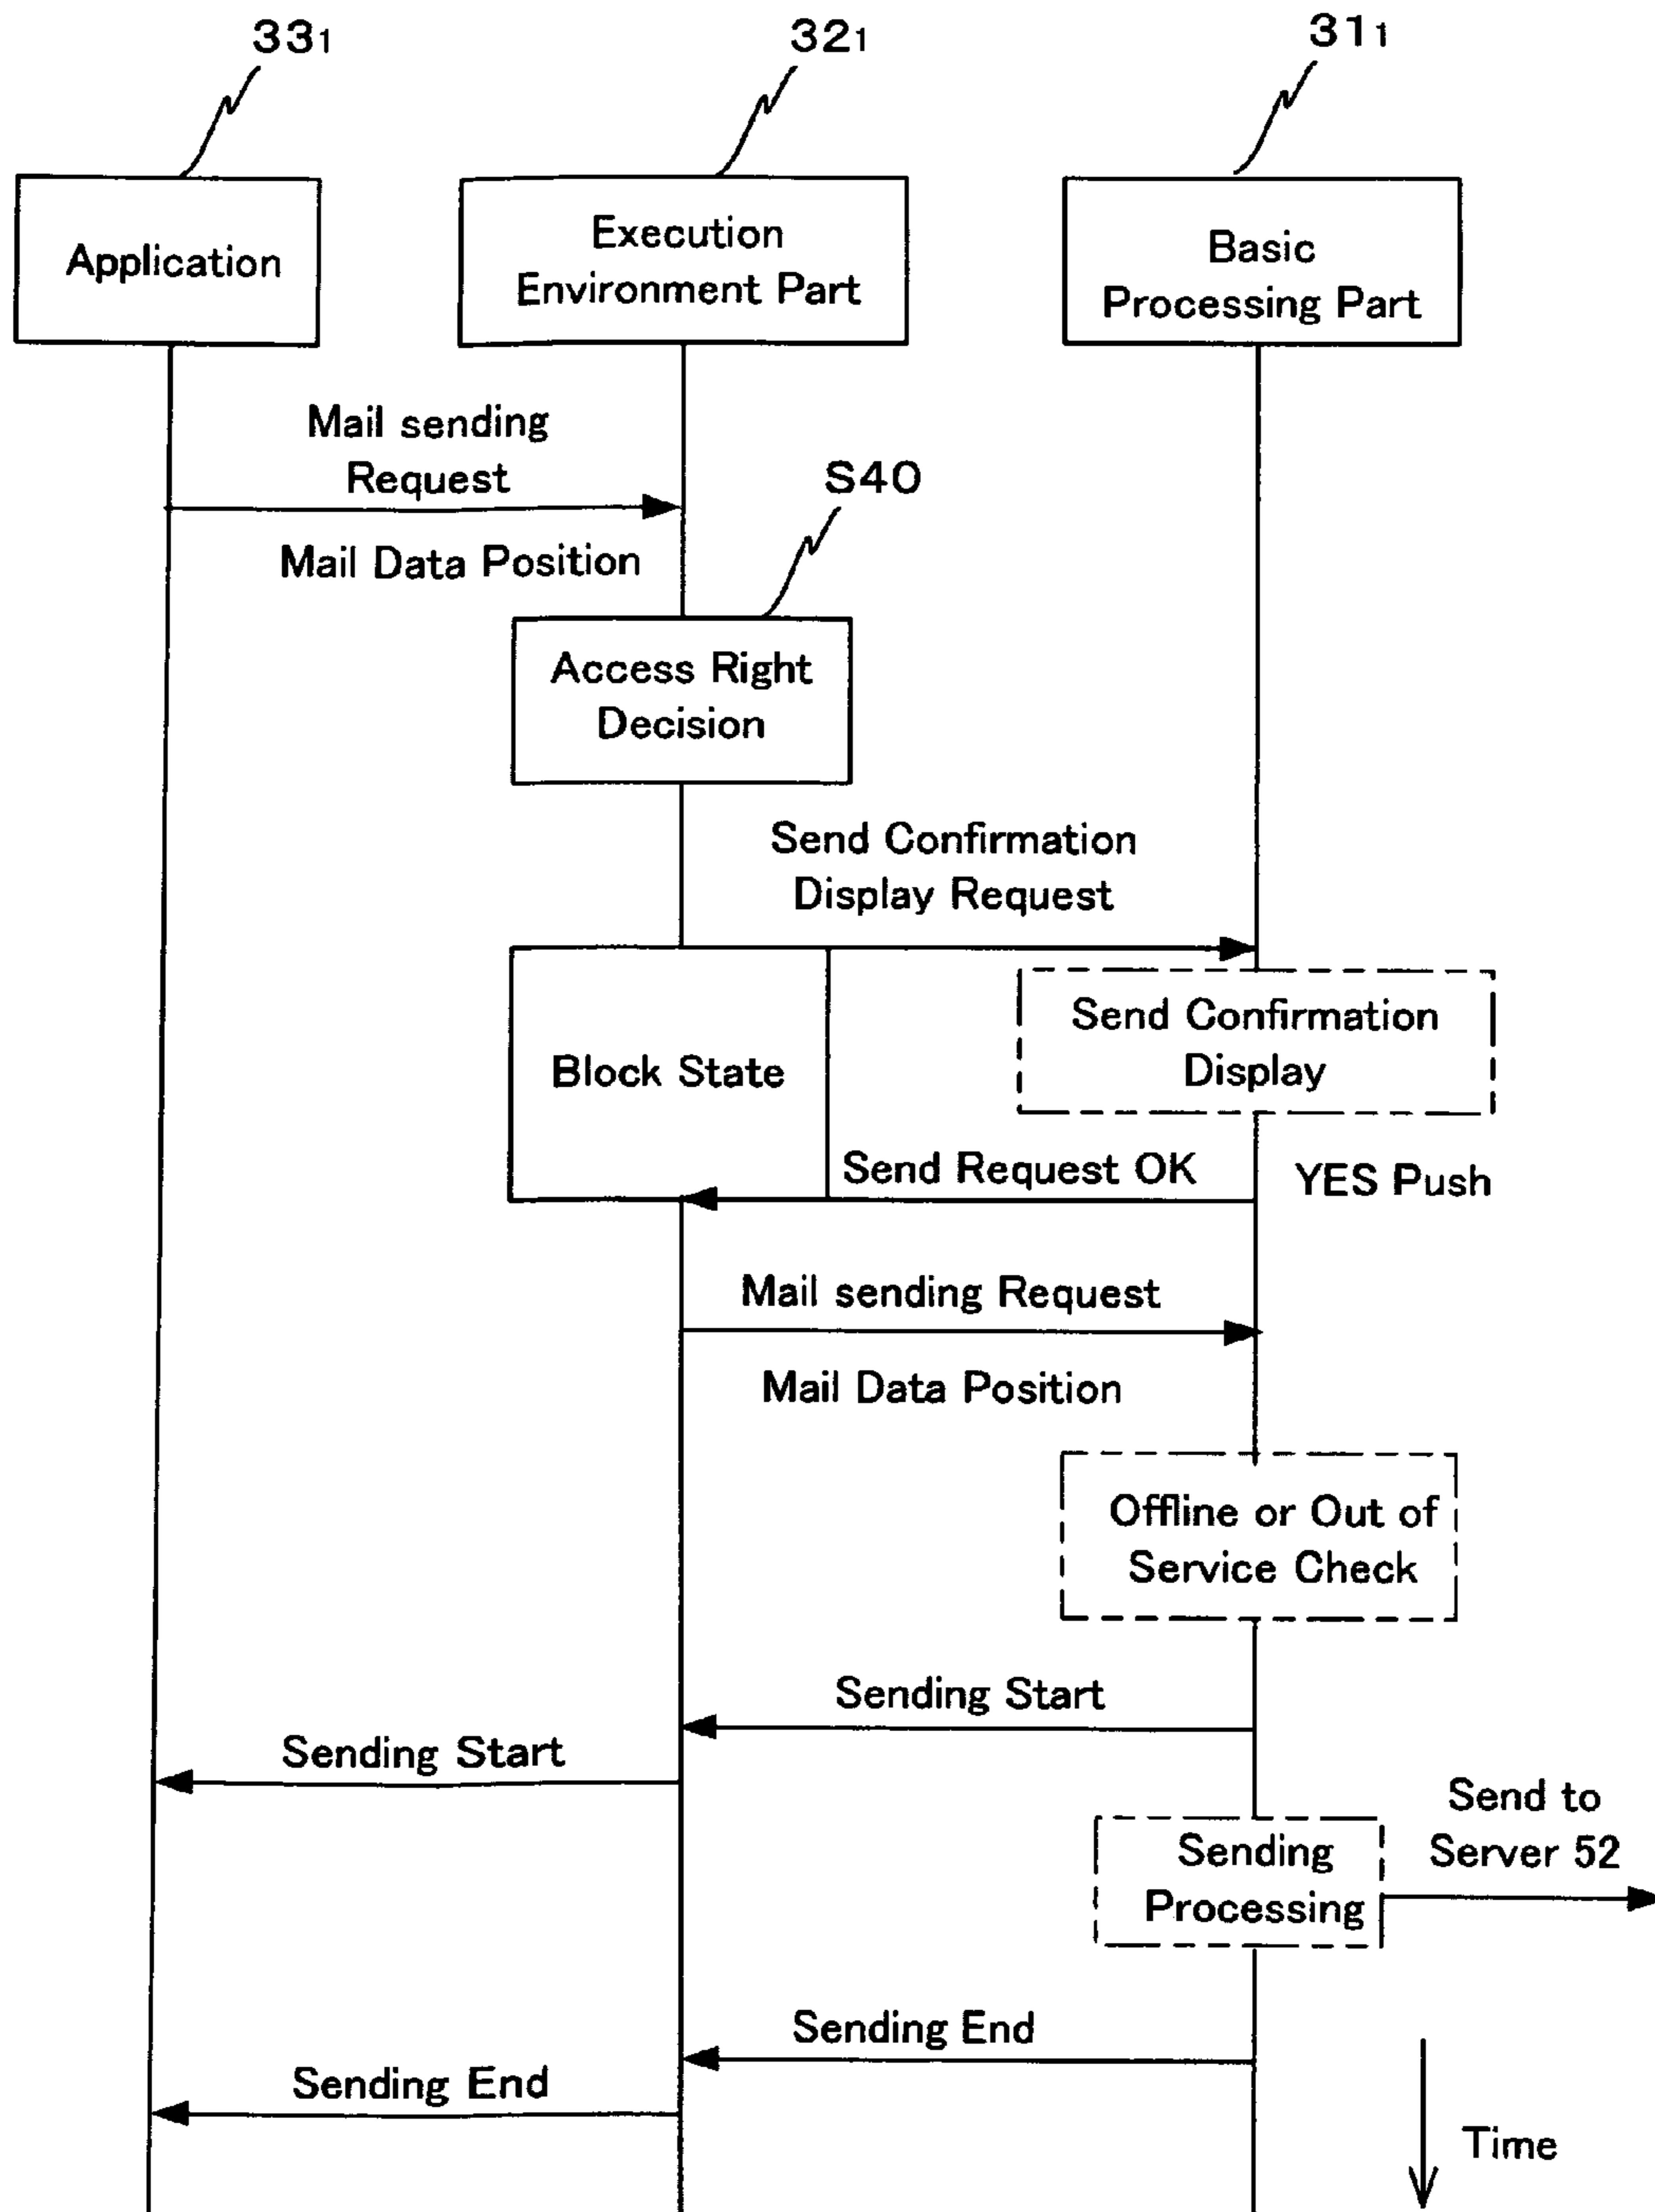 33₁
32₁
31₁
Application
Execution
Environment Part
Basic
Processing Part
Mail sending
Request
Mail Data Position
S40
Access Right
Decision
Send Confirmation
Display Request
Send Confirmation
Display
Block State
Send Request OK
YES Push
Mail sending Request
Mail Data Position
Offline or Out of
Service Check
Sending Start
Sending Start
Send to
Server 52
Sending
Processing
Sending End
Sending End
Time